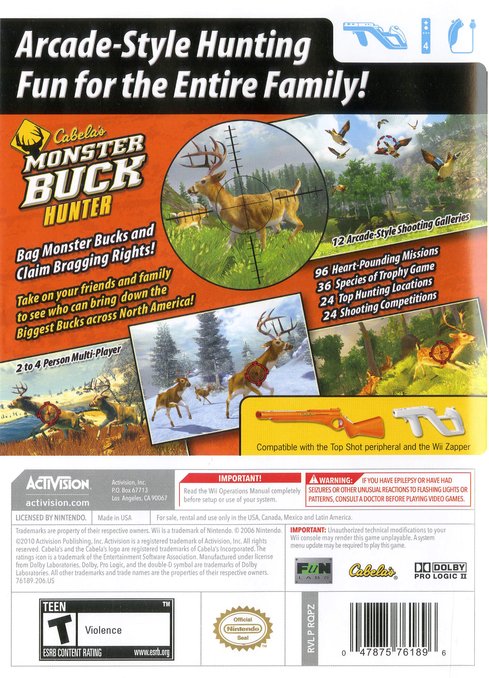 Arcade-Style Hunting
Fun for the Entire Family!
4
Cabela's
MONSTER
BUCK
HUNTER
Bag Monster Bucks and
Claim Bragging Rights!
Take on your friends and family
to see who can bring down the
Biggest Bucks across North America!
12 Arcade-Style Shooting Galleries
96 Heart-Pounding Missions
36 Species of Trophy Game
24 Top Hunting Locations
24 Shooting Competitions
2 to 4 Person Multi-Player
Compatible with the Top Shot peripheral and the Wii Zapper
ACTIVISION
activision.com
Activision, Inc.
P.O. Box 67713
Los Angeles, CA 90067
IMPORTANT!
Read the Wii Operations Manual completely
before setup or use of your system.
WARNING: IF YOU HAVE EPILEPSY OR HAVE HAD
SEIZURES OR OTHER UNUSUAL REACTIONS TO FLASHING LIGHTS OR
PATTERNS, CONSULT A DOCTOR BEFORE PLAYING VIDEO GAMES.
LICENSED BY NINTENDO. Made in USA For sale, rental and use only in the USA, Canada, Mexico and Latin America.
Trademarks are property of their respective owners. Wii is a trademark of Nintendo. © 2006 Nintendo
©2010 Activision Publishing, Inc. Activision is a registered trademark of Activision, Inc. All rights
reserved. Cabela's and the Cabela's logo are registered trademarks of Cabela's Incorporated. The
ratings icon is a trademark of the Entertainment Software Association. Manufactured under license
from Dolby Laboratories. Dolby, Pro Logic, and the double-D symbol are trademarks of Dolby
Laboratories. All other trademarks and trade names are the properties of their respective owners.
76189.206.US
IMPORTANT: Unauthorized technical modifications to your
Wii console may render this game unplayable. A system
menu update may be required to play this game.
FUN
LABS
Cabela's®
DOLBY
PRO LOGIC II
TEEN
TM
T
Violence
ESRB CONTENT RATING www.esrb.org
Official
Nintendo
Seal
RVL P RQPZ
0 47875 76189 6